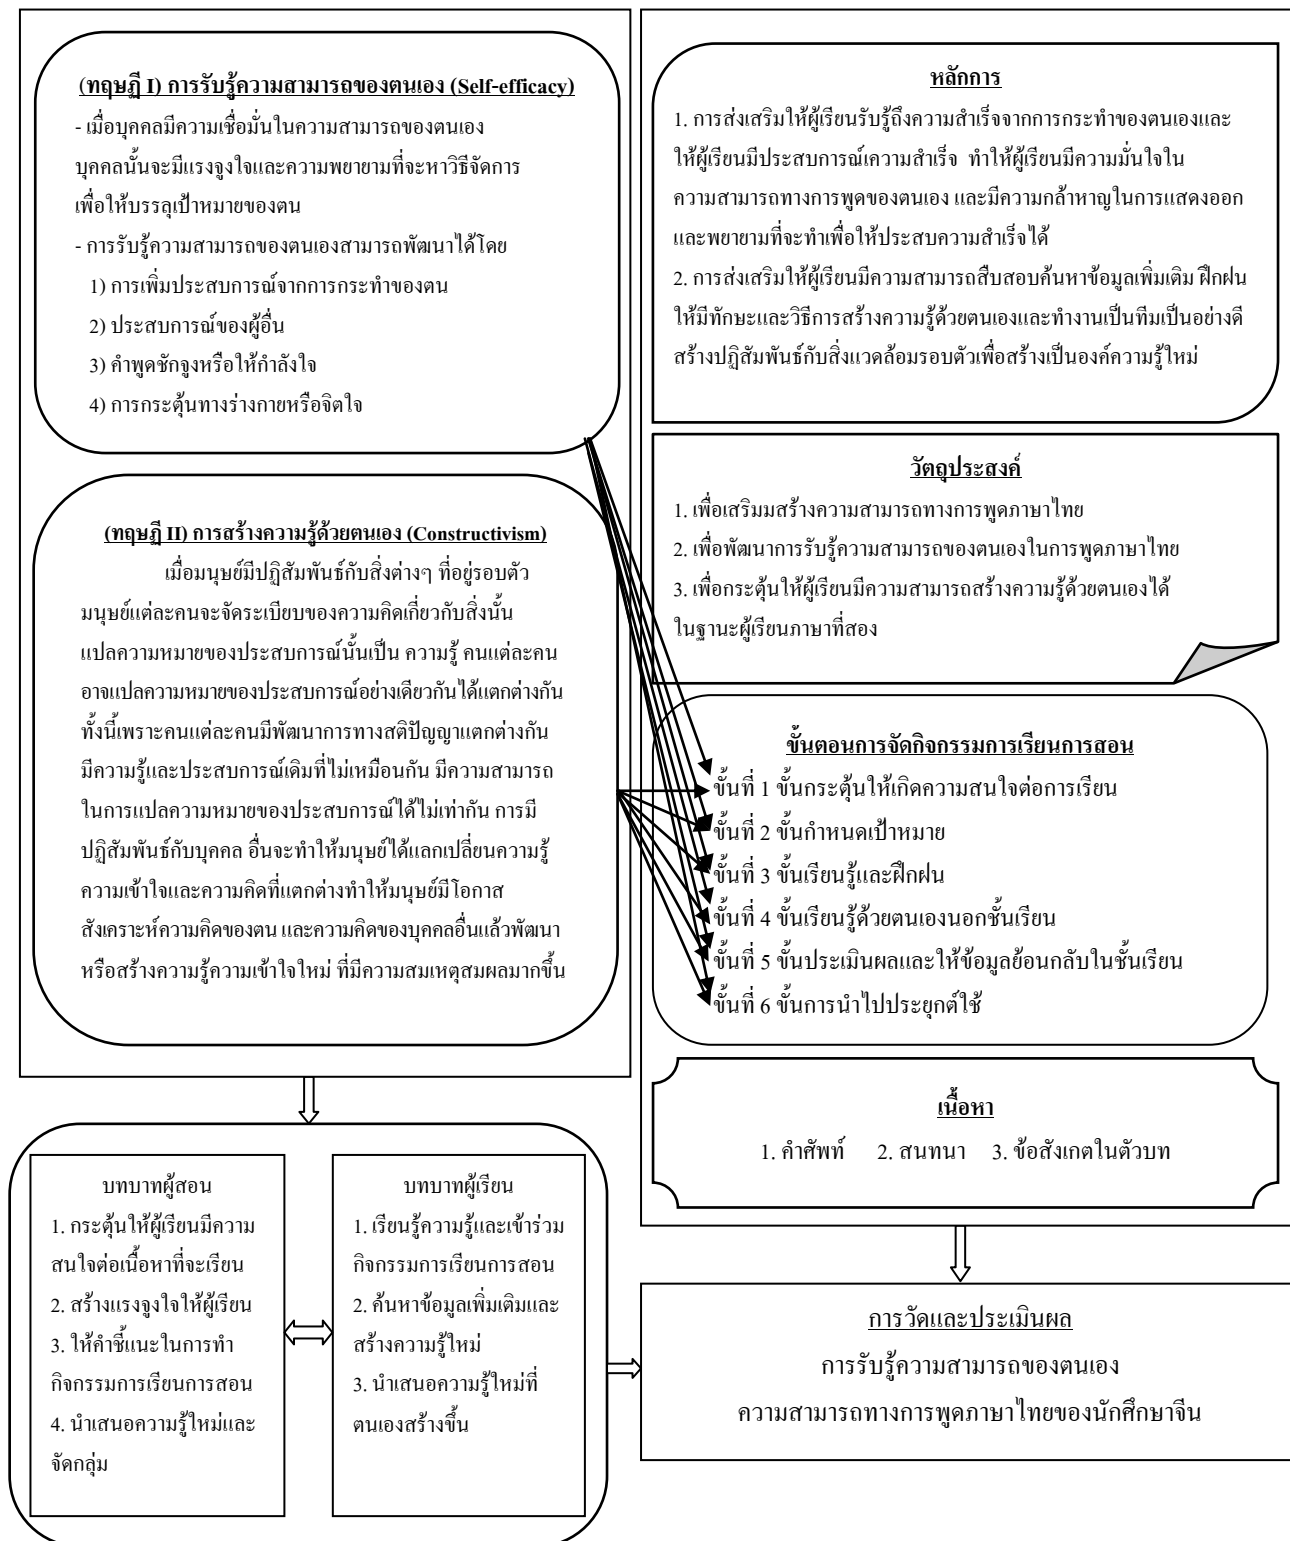 (ทฤษฎี I) การรับรู้ความสามารถของตนเอง (Self-efficacy)
- เมื่อบุคคลมีความเชื่อมั่นในความสามารถของตนเอง
บุคคลนั้นจะมีแรงจูงใจและความพยายามที่จะหาวิธีจัดการ
เพื่อให้บรรลุเป้าหมายของตน
- การรับรู้ความสามารถของตนเองสามารถพัฒนาได้โดย
1) การเพิ่มประสบการณ์จากการกระทำของตน
2) ประสบการณ์ของผู้อื่น
3) คำพูดชักจูงหรือให้กำลังใจ
4) การกระตุ้นทางร่างกายหรือจิตใจ
(ทฤษฎี II) การสร้างความรู้ด้วยตนเอง (Constructivism)
เมื่อมนุษย์มีปฏิสัมพันธ์กับสิ่งต่างๆ ที่อยู่รอบตัว
มนุษย์แต่ละคนจะจัดระเบียบของความคิดเกี่ยวกับสิ่งนั้น
แปลความหมายของประสบการณ์นั้นเป็น ความรู้ คนแต่ละคน
อาจแปลความหมายของประสบการณ์อย่างเดียวกันได้แตกต่างกัน
ทั้งนี้เพราะคนแต่ละคนมีพัฒนาการทางสติปัญญาแตกต่างกัน
มีความรู้และประสบการณ์เดิมที่ไม่เหมือนกัน มีความสามารถ
ในการแปลความหมายของประสบการณ์ได้ไม่เท่ากัน การมี
ปฏิสัมพันธ์กับบุคคล อื่นจะทำให้มนุษย์ได้แลกเปลี่ยนความรู้
ความเข้าใจและความคิดที่แตกต่างทำให้มนุษย์มีโอกาส
สังเคราะห์ความคิดของตน และความคิดของบุคคลอื่นแล้วพัฒนา
หรือสร้างความรู้ความเข้าใจใหม่ ที่มีความสมเหตุสมผลมากขึ้น
หลักการ
1. การส่งเสริมให้ผู้เรียนรับรู้ถึงความสำเร็จจากการกระทำของตนเองและ
ให้ผู้เรียนมีประสบการณ์เความสำเร็จ ทำให้ผู้เรียนมีความมั่นใจใน
ความสามารถทางการพูดของตนเอง และมีความกล้าหาญในการแสดงออก
และพยายามที่จะทำเพื่อให้ประสบความสำเร็จได้
2. การส่งเสริมให้ผู้เรียนมีความสามารถสืบสอบค้นหาข้อมูลเพิ่มเติม ฝึกฝน
ให้มีทักษะและวิธีการสร้างความรู้ด้วยตนเองและทำงานเป็นทีมเป็นอย่างดี
สร้างปฏิสัมพันธ์กับสิ่งแวดล้อมรอบตัวเพื่อสร้างเป็นองค์ความรู้ใหม่
วัตถุประสงค์
1. เพื่อเสริมมสร้างความสามารถทางการพูดภาษาไทย
2. เพื่อพัฒนาการรับรู้ความสามารถของตนเองในการพูดภาษาไทย
3. เพื่อกระตุ้นให้ผู้เรียนมีความสามารถสร้างความรู้ด้วยตนเองได้
ในฐานะผู้เรียนภาษาที่สอง
ขั้นตอนการจัดกิจกรรมการเรียนการสอน
ขั้นที่ 1 ขั้นกระตุ้นให้เกิดความสนใจต่อการเรียน
ขั้นที่ 2 ขั้นกำหนดเป้าหมาย
ขั้นที่ 3 ขั้นเรียนรู้และฝึกฝน
ขั้นที่ 4 ขั้นเรียนรู้ด้วยตนเองนอกชั้นเรียน
ขั้นที่ 5 ขั้นประเมินผลและให้ข้อมูลย้อนกลับในชั้นเรียน
ขั้นที่ 6 ขั้นการนำไปประยุกต์ใช้
เนื้อหา
1. คำศัพท์ 2. สนทนา 3. ข้อสังเกตในตัวบท
บทบาทผู้สอน
1. กระตุ้นให้ผู้เรียนมีความ
สนใจต่อเนื้อหาที่จะเรียน
2. สร้างแรงจูงใจให้ผู้เรียน
3. ให้คำชี้แนะในการทำ
กิจกรรมการเรียนการสอน
4. นำเสนอความรู้ใหม่และ
จัดกลุ่ม
บทบาทผู้เรียน
1. เรียนรู้ความรู้และเข้าร่วม
กิจกรรมการเรียนการสอน
2. ค้นหาข้อมูลเพิ่มเติมและ
สร้างความรู้ใหม่
3. นำเสนอความรู้ใหม่ที่
ตนเองสร้างขึ้น
การวัดและประเมินผล
การรับรู้ความสามารถของตนเอง
ความสามารถทางการพูดภาษาไทยของนักศึกษาจีน